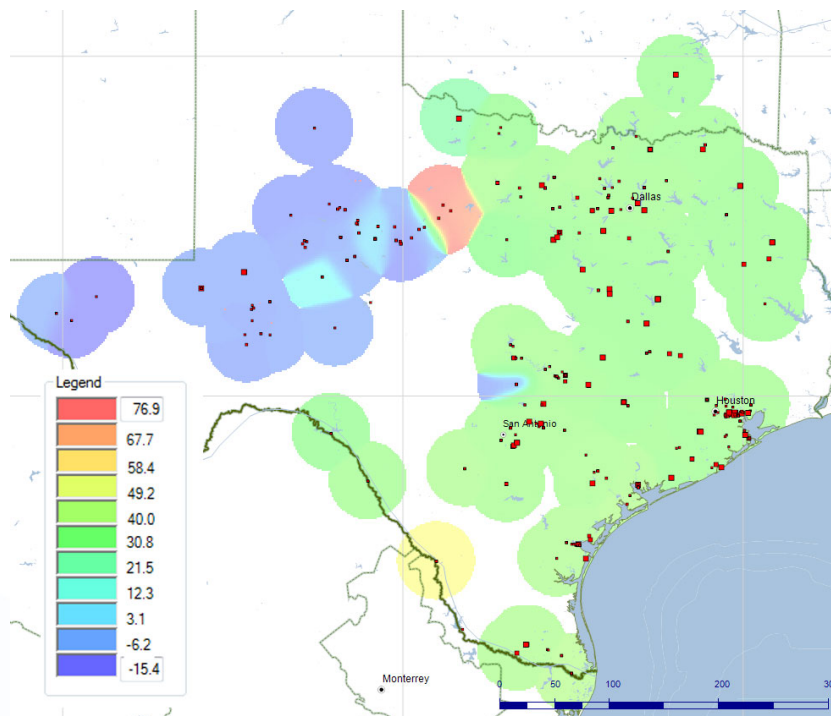 Dallas
Houston
San Antonio
Legend
76.9
67.7
58.4
49.2
40.0
30.8
21.5
12.3
3.1
-6.2
-15.4
Monterrey
0 50 100 200 30